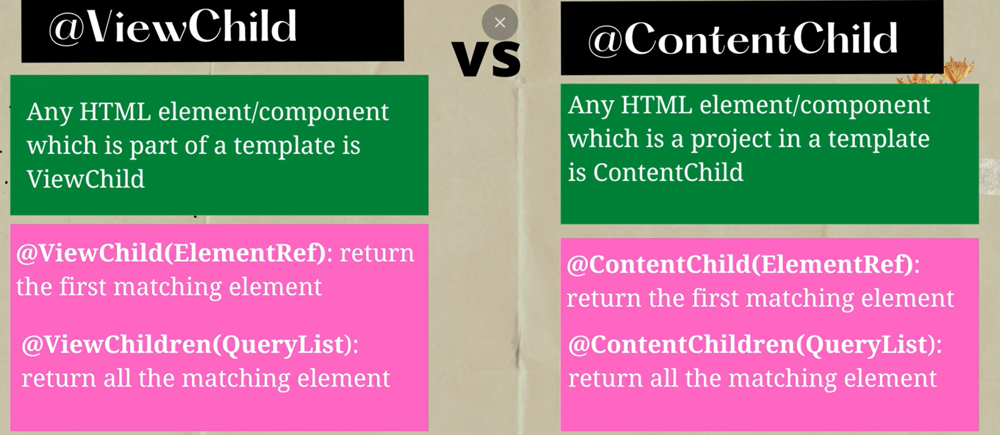 @ViewChild
VS
@ContentChild
Any HTML element/component
which is part of a template is
ViewChild
Any HTML element/component
which is a project in a template
is ContentChild
@ViewChild(ElementRef): return
the first matching element
@ViewChildren(QueryList):
return all the matching element
@ContentChild(ElementRef):
return the first matching element
@ContentChildren(QueryList):
return all the matching element